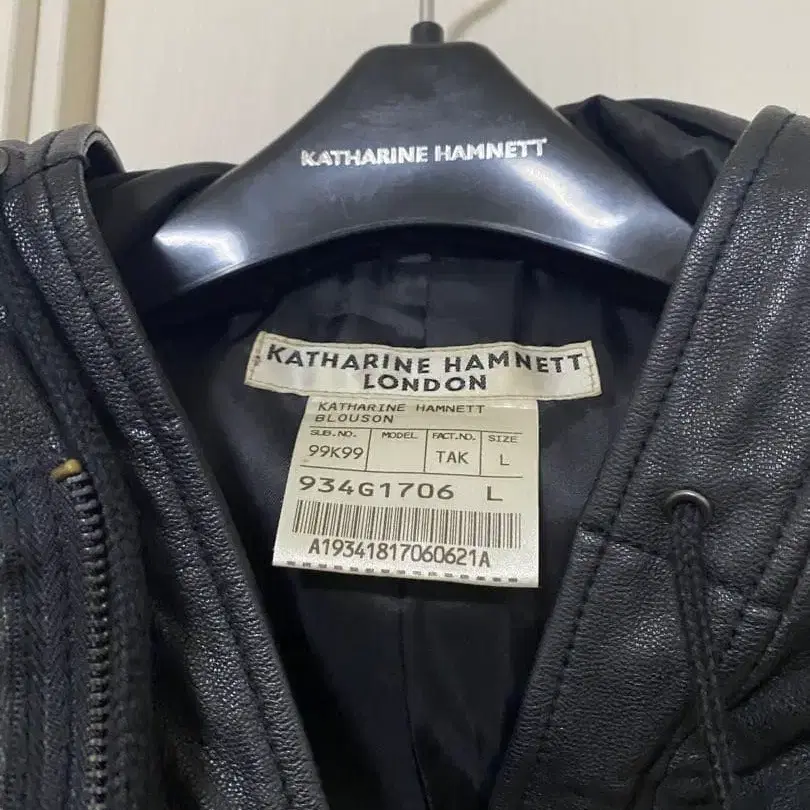 KATHARINE HAMNETT
KATHARINE HAMNETT
LONDON
KATHARINE HAMNETT
BLOUSON
SUB.NO. MODEL FACT.NO. SIZE
99K99 TAK L
934G1706 L
A19341817060621A